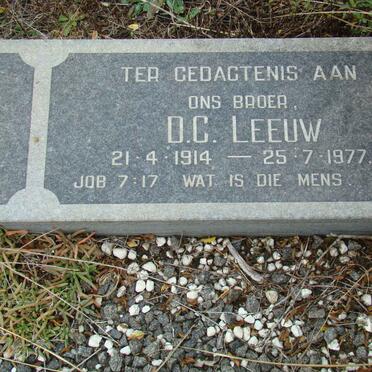 TER GEDAGTENIS AAN
ONS BROER,
D.C. LEEUW
21·4·1914 — 25·7·1977.
JOB 7:17 WAT IS DIE MENS.